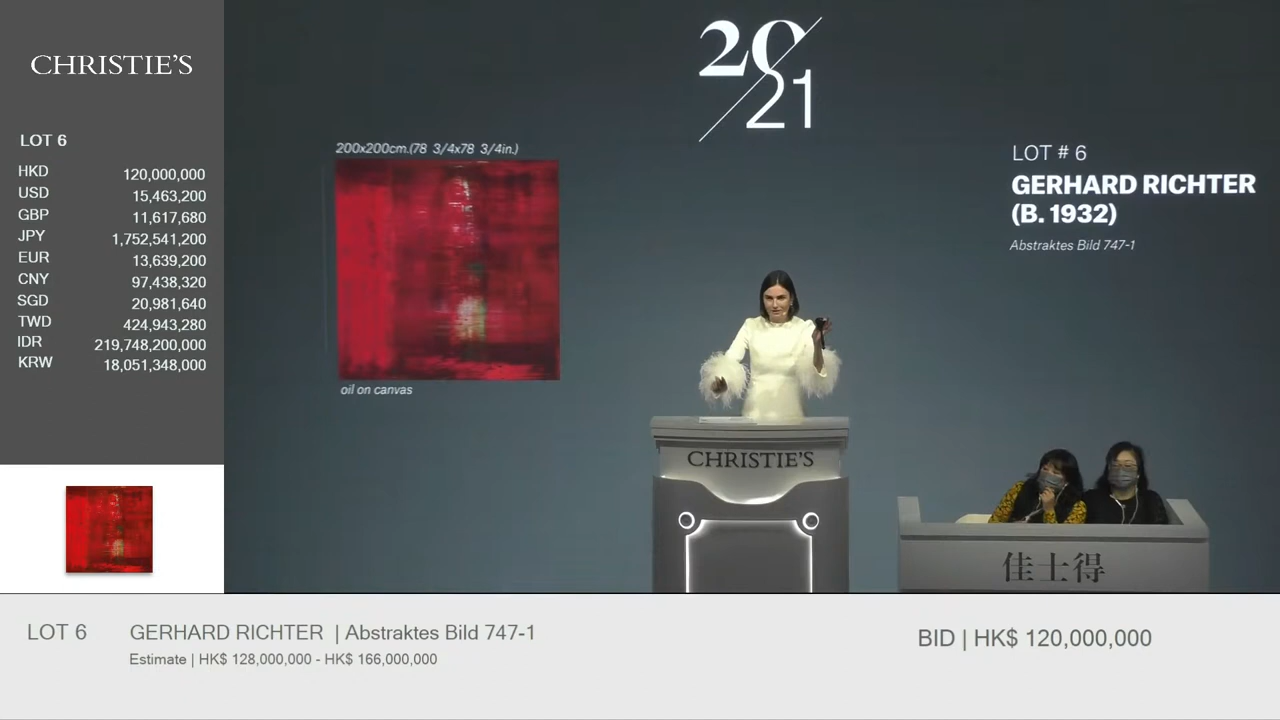 CHRISTIE'S
LOT 6
HKD 120,000,000
USD 15,463,200
GBP 11,617,680
JPY 1,752,541,200
EUR 13,639,200
CNY 97,438,320
SGD 20,981,640
TWD 424,943,280
IDR 219,748,200,000
KRW 18,051,348,000
20
21
200x200cm.(78 3/4x78 3/4in.)
oil on canvas
LOT # 6
GERHARD RICHTER
(B. 1932)
Abstraktes Bild 747-1
CHRISTIE'S
佳士得
LOT 6
GERHARD RICHTER | Abstraktes Bild 747-1
Estimate | HK$ 128,000,000 - HK$ 166,000,000
BID | HK$ 120,000,000